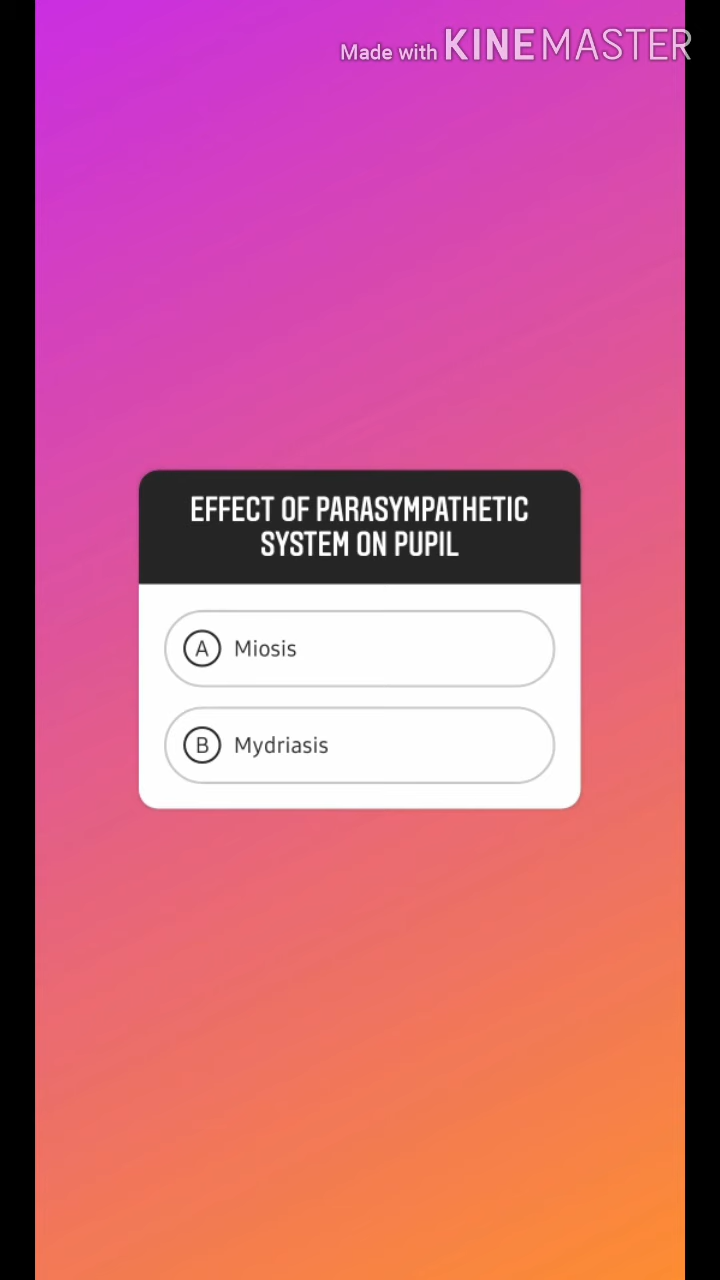 Made with KINEMASTER
EFFECT OF PARASYMPATHETIC
SYSTEM ON PUPIL
A Miosis
B Mydriasis